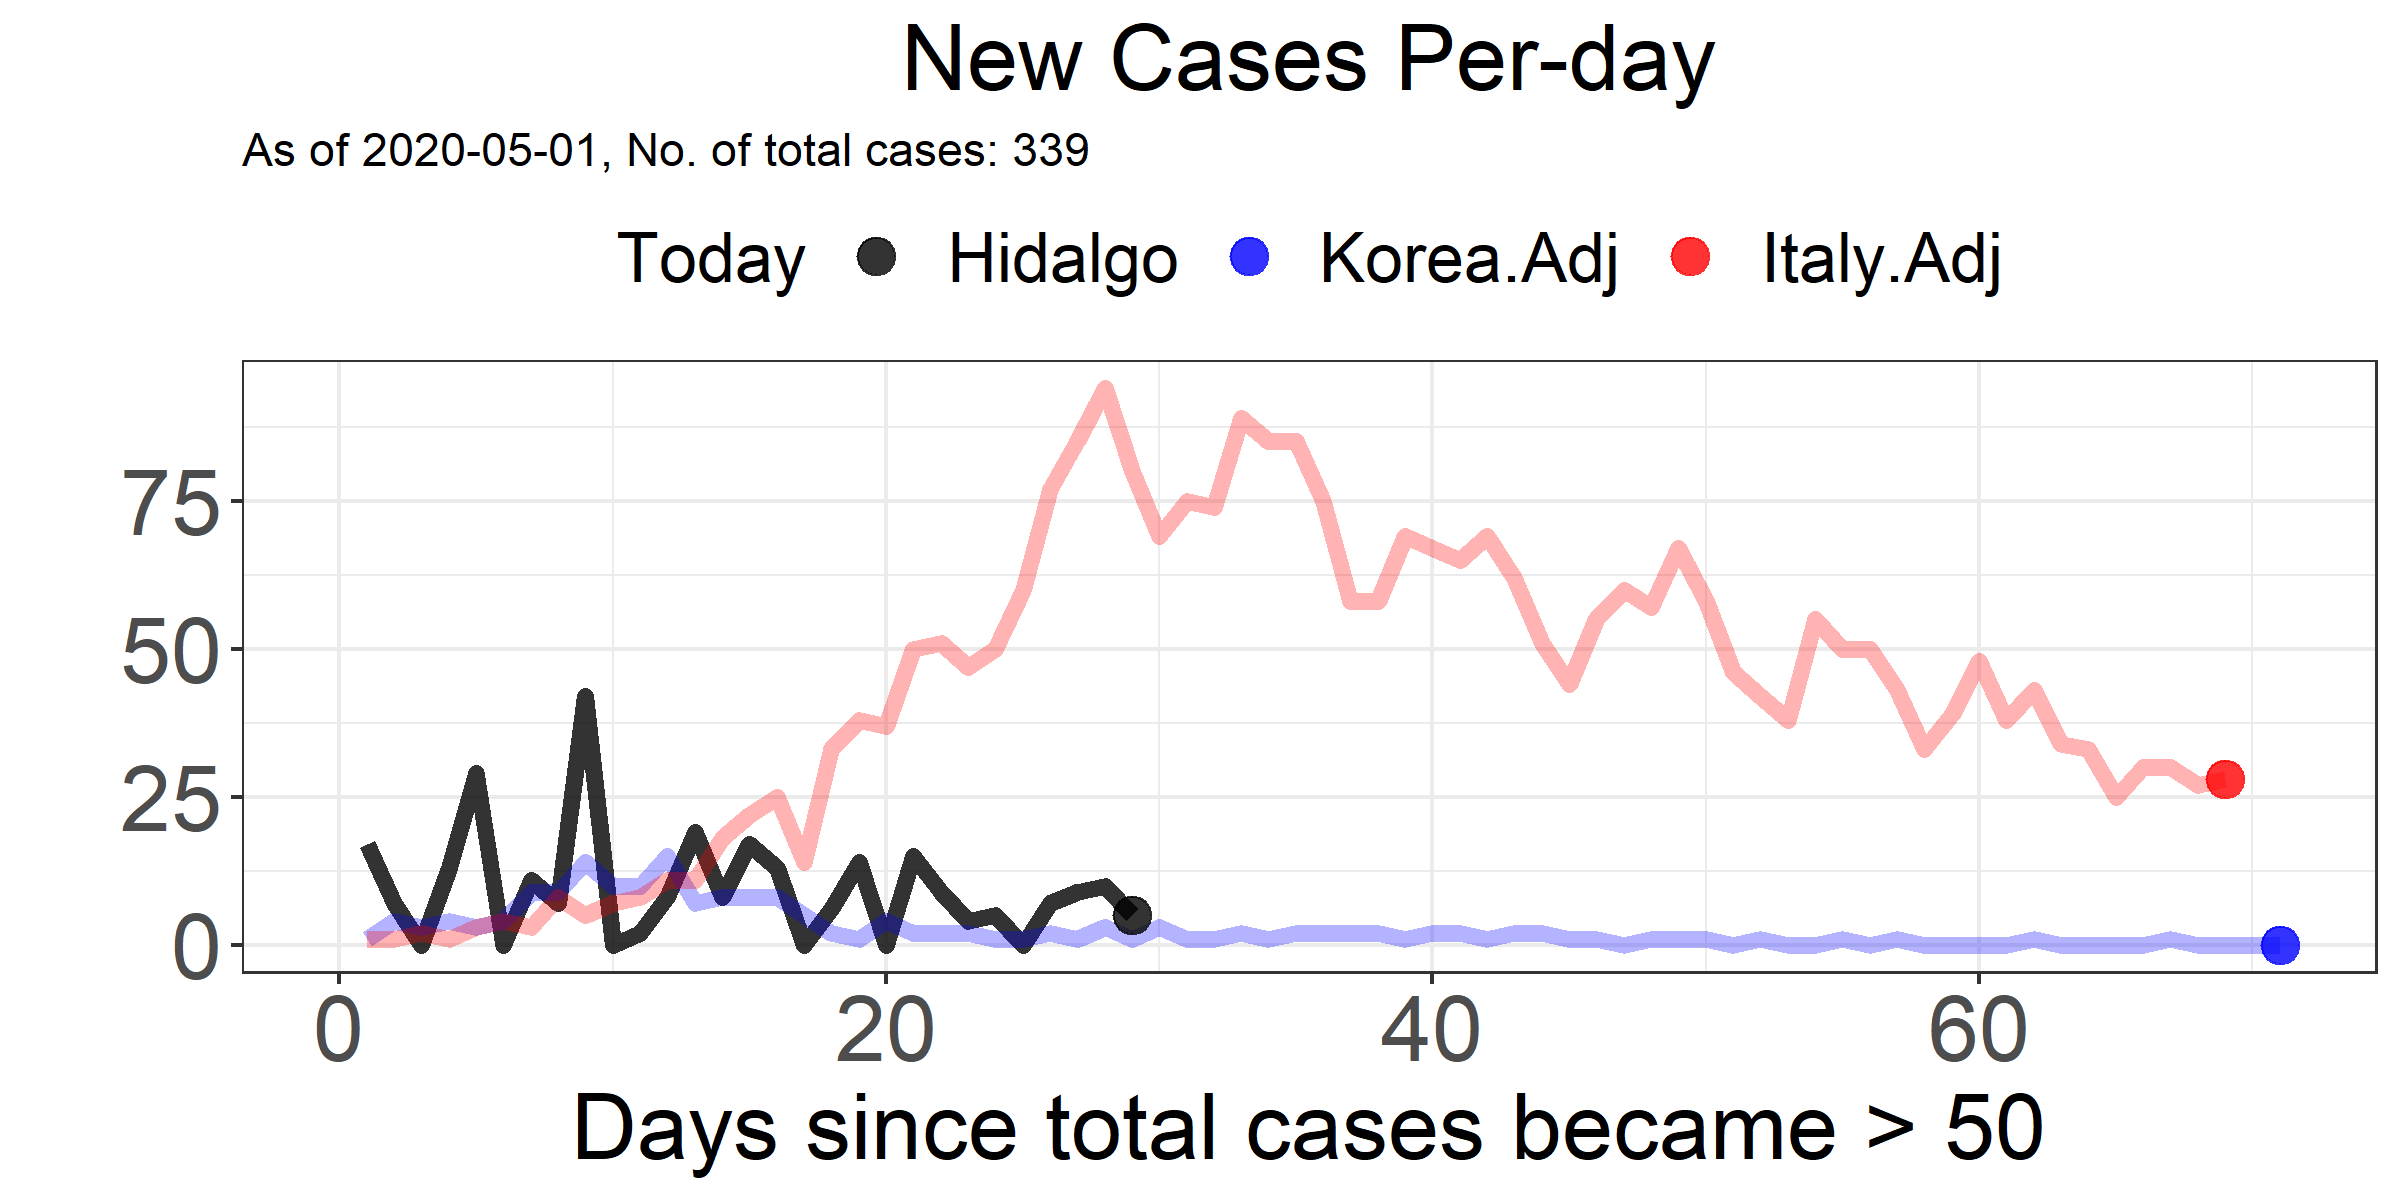 New Cases Per-day
As of 2020-05-01, No. of total cases: 339
Today Hidalgo Korea.Adj Italy.Adj
75
50
25
0
0 20 40 60
Days since total cases became > 50